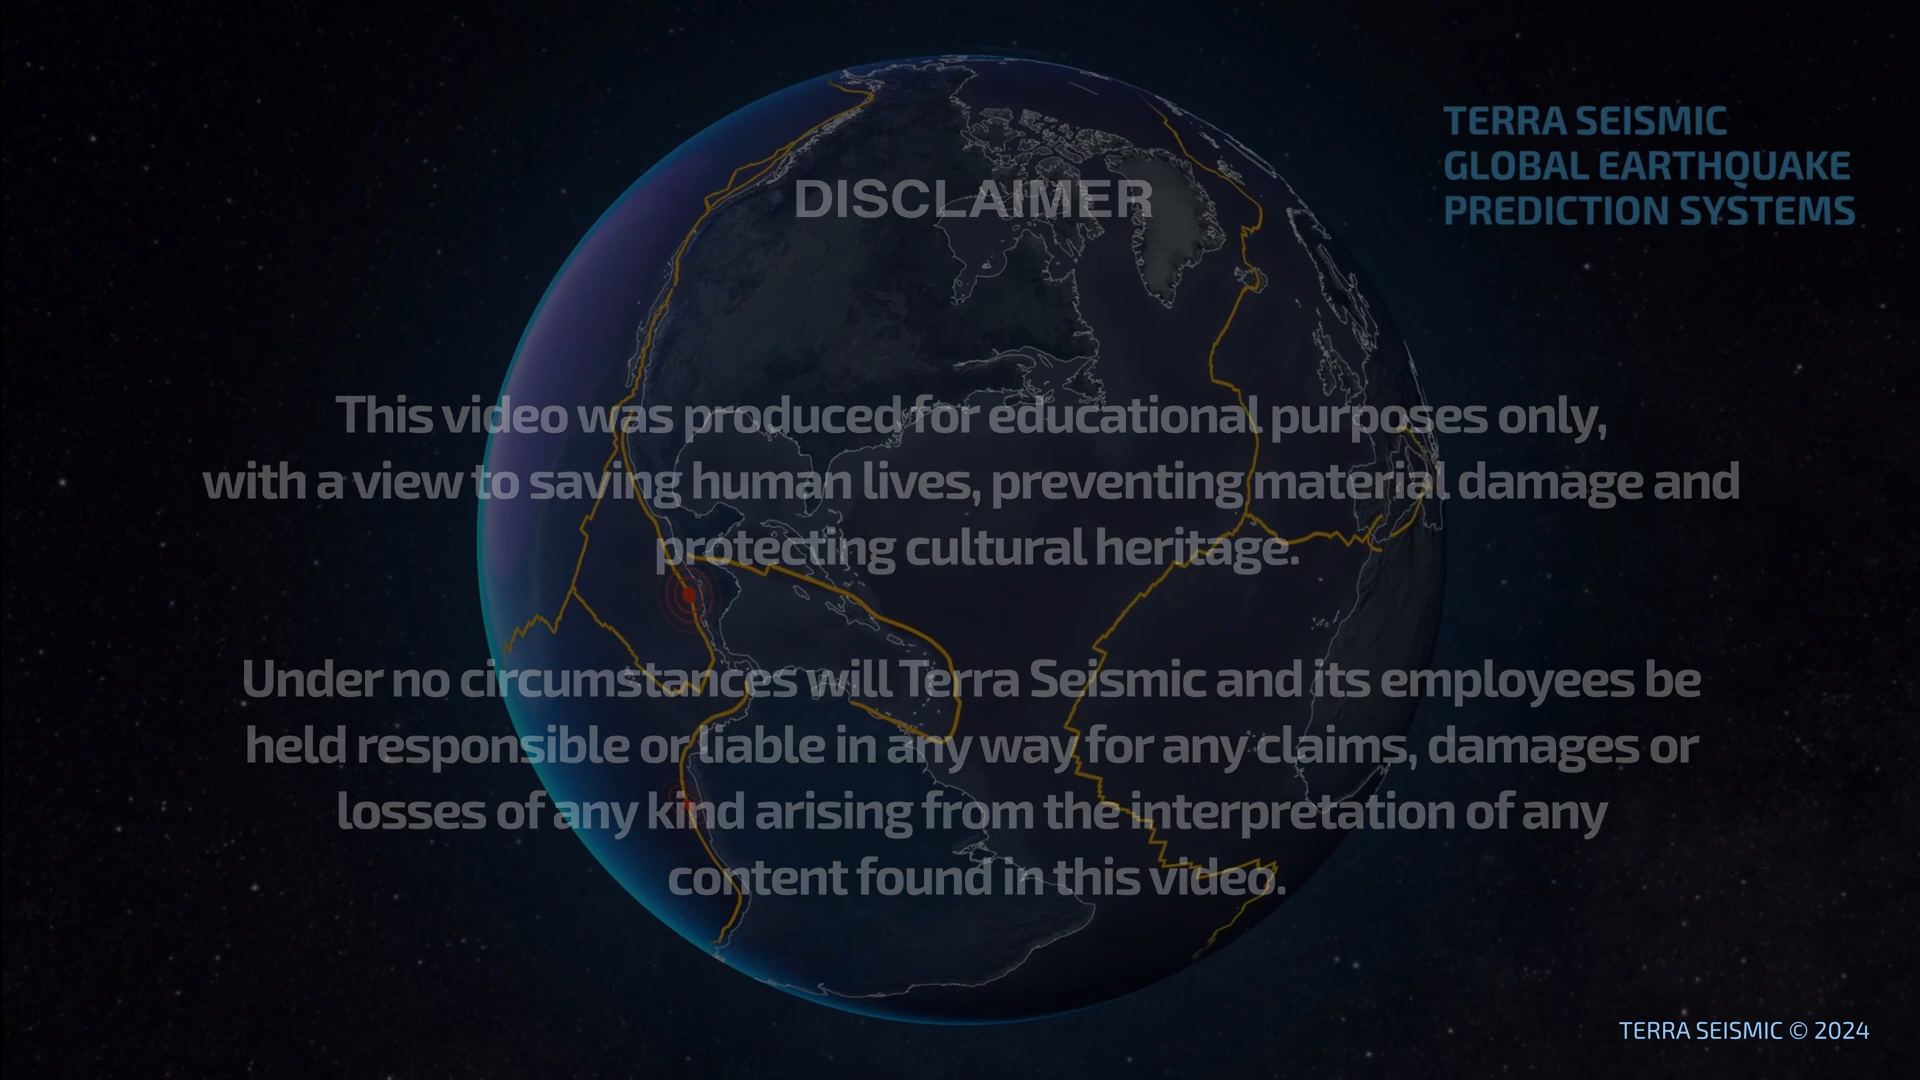 TERRA SEISMIC
GLOBAL EARTHQUAKE
PREDICTION SYSTEMS
DISCLAIMER
This video was produced for educational purposes only,
with a view to saving human lives, preventing material damage and
protecting cultural heritage.
Under no circumstances will Terra Seismic and its employees be
held responsible or liable in any way for any claims, damages or
losses of any kind arising from the interpretation of any
content found in this video.
TERRA SEISMIC © 2024